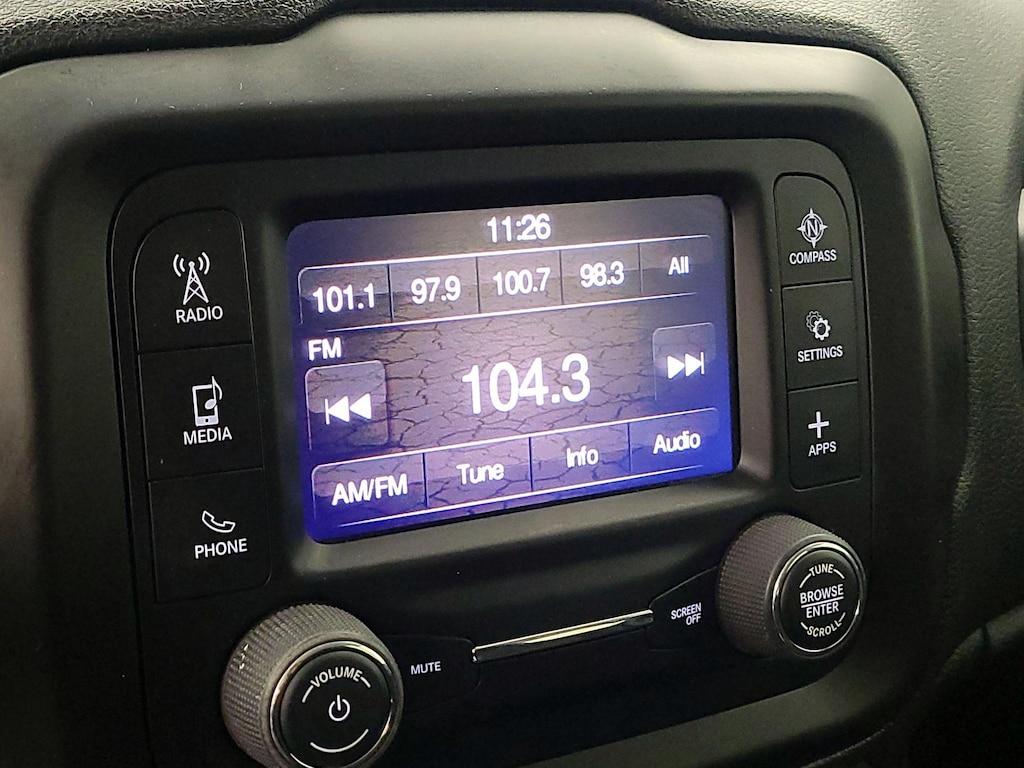 11:26
101.1 97.9 100.7 98.3 All
FM
104.3
AM/FM Tune Info Audio
RADIO
MEDIA
PHONE
N
COMPASS
SETTINGS
APPS
VOLUME
MUTE
SCREEN
OFF
TUNE
BROWSE
ENTER
SCROLL